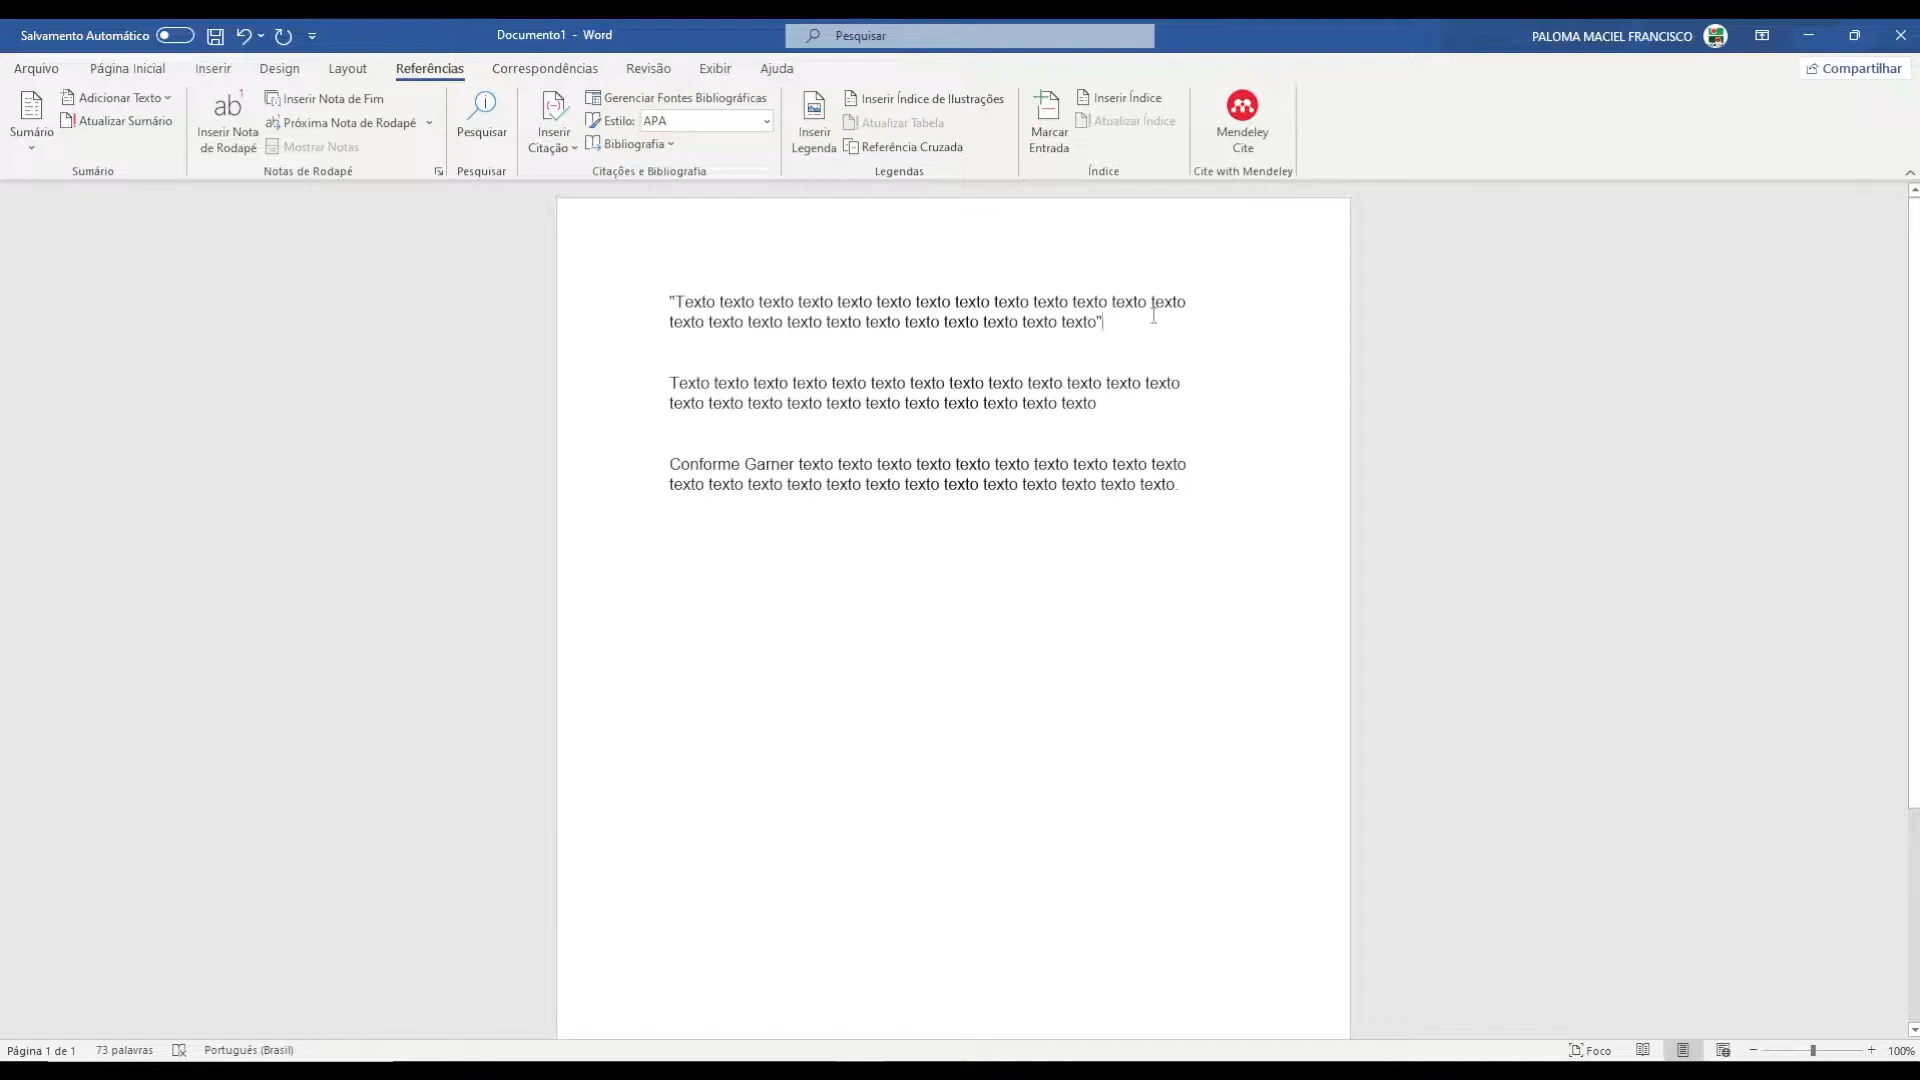 Salvamento Automático
Documento1 - Word
Pesquisar
PALOMA MACIEL FRANCISCO
Arquivo Página Inicial Inserir Design Layout Referências Correspondências Revisão Exibir Ajuda
Compartilhar
Sumário
Adicionar Texto
Atualizar Sumário
Sumário
ab
Inserir Nota
de Rodapé
Inserir Nota de Fim
Próxima Nota de Rodapé
Mostrar Notas
Notas de Rodapé
Pesquisar
Pesquisar
Inserir
Citação
Gerenciar Fontes Bibliográficas
Estilo: APA
Bibliografia
Citações e Bibliografia
Inserir
Legenda
Inserir Índice de Ilustrações
Atualizar Tabela
Referência Cruzada
Legendas
Marcar
Entrada
Inserir Índice
Atualizar Índice
Índice
Mendeley
Cite
Cite with Mendeley
"Texto texto texto texto texto texto texto texto texto texto texto texto texto
texto texto texto texto texto texto texto texto texto texto texto"
Texto texto texto texto texto texto texto texto texto texto texto texto texto
texto texto texto texto texto texto texto texto texto texto texto
Conforme Garner texto texto texto texto texto texto texto texto texto texto
texto texto texto texto texto texto texto texto texto texto texto texto texto.
Página 1 de 1
73 palavras
Português (Brasil)
Foco
100%